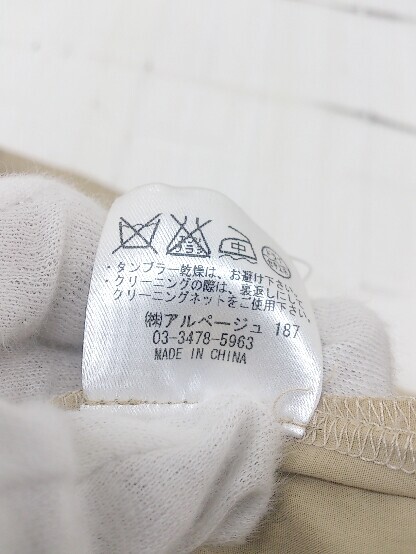 ・タンブラー乾燥は、お避け下さい。
・クリーニングの際は、裏返しにして
クリーニングネットをご使用下さい。
㈱アルページュ 187
03-3478-5963
MADE IN CHINA